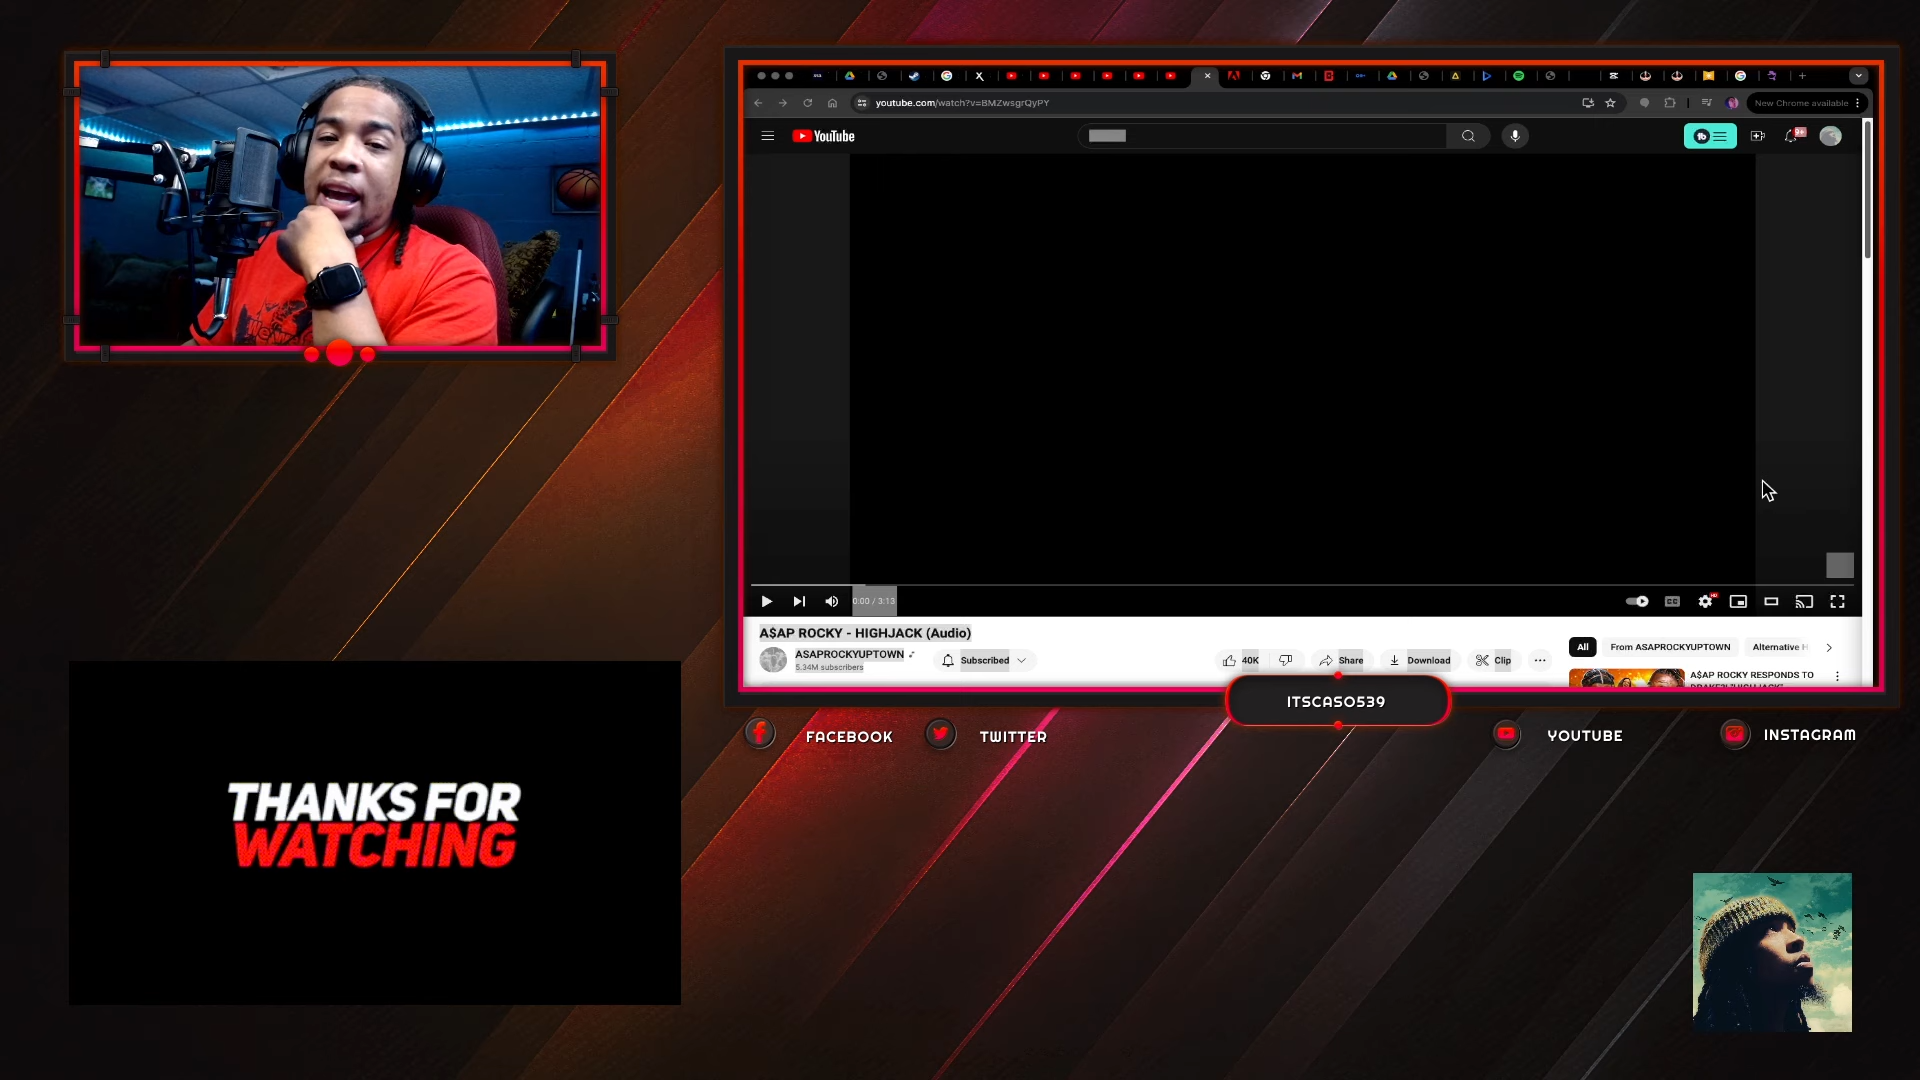 youtube.com/watch?v=BMZwsgrQyPY
New Chrome available
YouTube
9+
0:00 / 3:13
A$AP ROCKY - HIGHJACK (Audio)
ASAPROCKYUPTOWN
5.34M subscribers
Subscribed
40K
Share
Download
Clip
All
From ASAPROCKYUPTOWN
Alternative H
A$AP ROCKY RESPONDS TO
ITSCASO539
FACEBOOK
TWITTER
YOUTUBE
INSTAGRAM
THANKS FOR
WATCHING